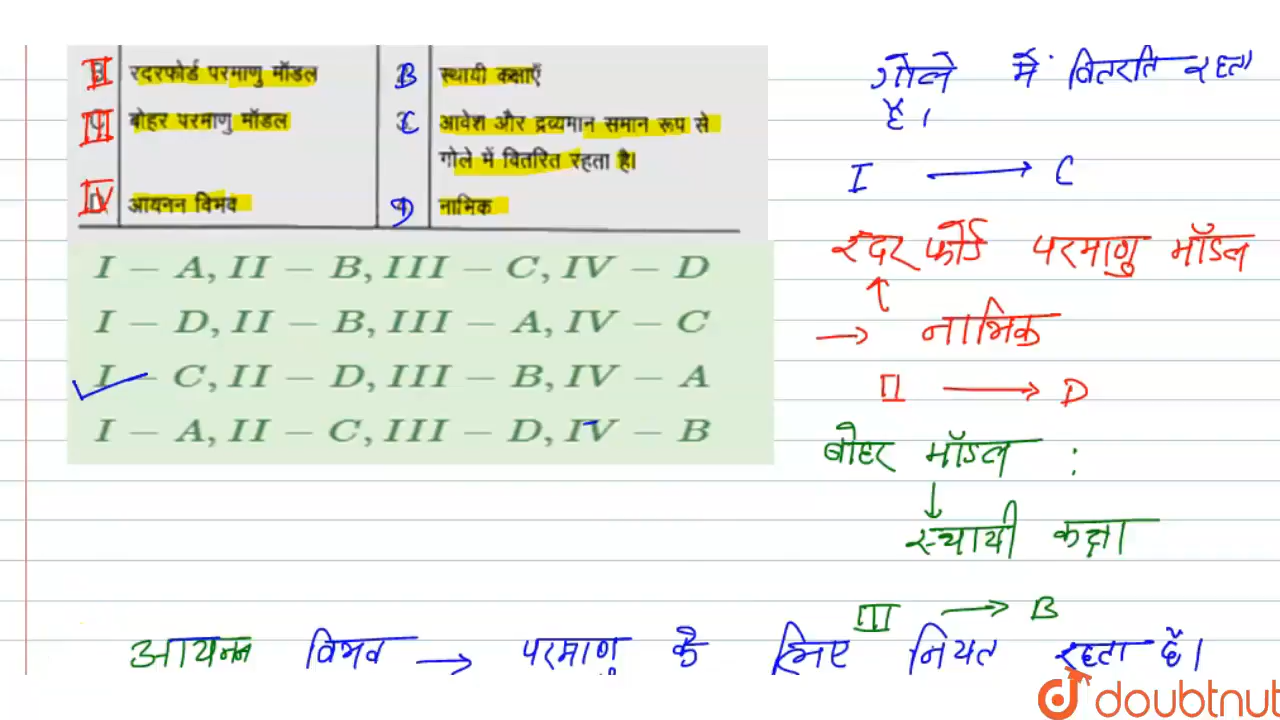 II रदरफोर्ड परमाणु मॉडल B स्थायी कक्षाएँ
III बोहर परमाणु मॉडल C आवेश और द्रव्यमान समान रूप से
गोले में वितरित रहता है।
IV आयनन विभव D नाभिक
I - A, II - B, III - C, IV - D
I - D, II - B, III - A, IV - C
I - C, II - D, III - B, IV - A
I - A, II - C, III - D, IV - B
गोले में वितरति रहता
है।
I → C
रदरफोर्ड परमाणु मॉडल
↑
→ नाभिक
II → D
बोहर मॉडल :
↓
स्थायी कक्षा
III → B
आयनन विभव → परमाणु के लिए नियत रहता है।
doubtnut